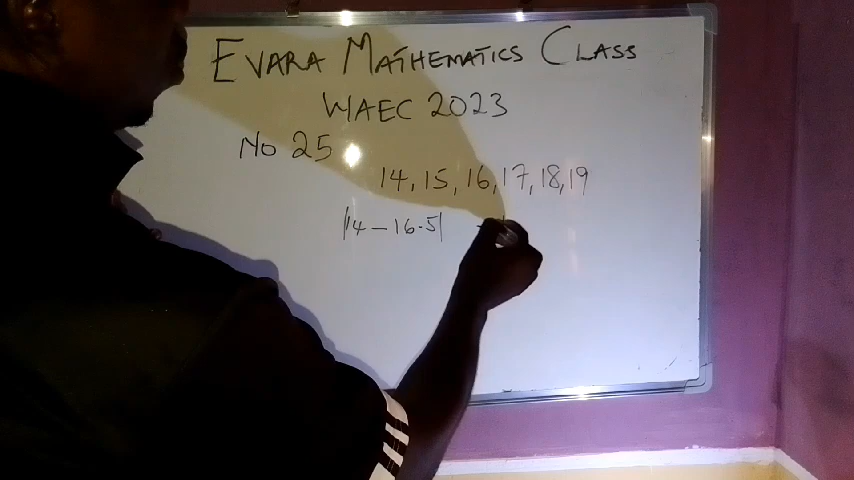 EVARA MATHEMATICS CLASS
WAEC 2023
No 25
14, 15, 16, 17, 18, 19
|14 - 16.5|